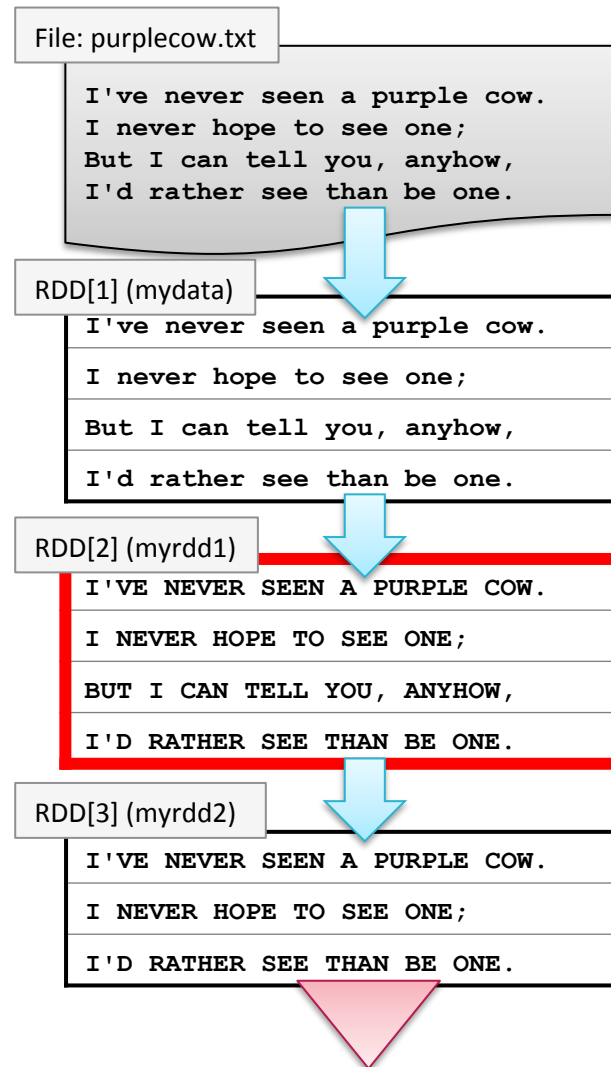 File: purplecow.txt
I've never seen a purple cow.
I never hope to see one;
But I can tell you, anyhow,
I'd rather see than be one.
RDD[1] (mydata)
I've never seen a purple cow.
I never hope to see one;
But I can tell you, anyhow,
I'd rather see than be one.
RDD[2] (myrdd1)
I'VE NEVER SEEN A PURPLE COW.
I NEVER HOPE TO SEE ONE;
BUT I CAN TELL YOU, ANYHOW,
I'D RATHER SEE THAN BE ONE.
RDD[3] (myrdd2)
I'VE NEVER SEEN A PURPLE COW.
I NEVER HOPE TO SEE ONE;
I'D RATHER SEE THAN BE ONE.